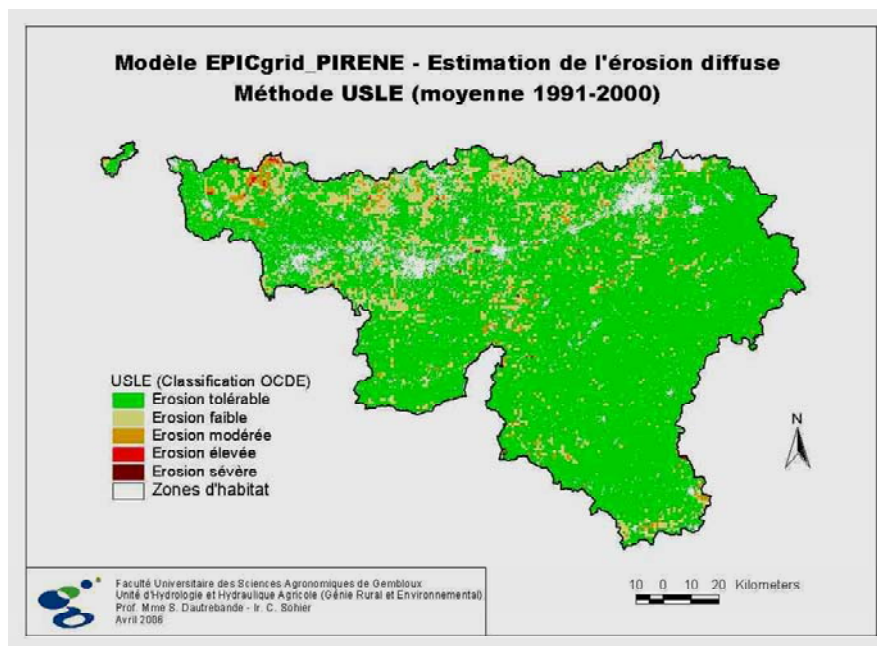 Modèle EPICgrid_PIRENE - Estimation de l'érosion diffuse
Méthode USLE (moyenne 1991-2000)
USLE (Classification OCDE)
Erosion tolérable
Erosion faible
Erosion modérée
Erosion élevée
Erosion sévère
Zones d'habitat
N
Faculté Universitaire des Sciences Agronomiques de Gembloux
Unité d'Hydrologie et Hydraulique Agricole (Génie Rural et Environnemental)
Prof. Mme S. Dautrebande - Ir. C. Sohier
Avril 2006
10 0 10 20 Kilometers